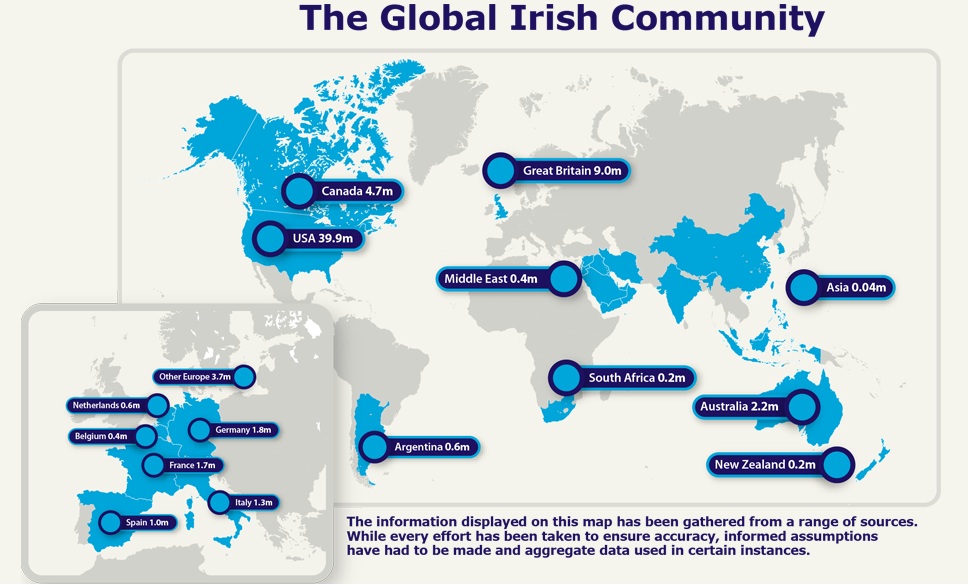 The Global Irish Community
Canada 4.7m
Great Britain 9.0m
USA 39.9m
Middle East 0.4m
Asia 0.04m
South Africa 0.2m
Australia 2.2m
Argentina 0.6m
New Zealand 0.2m
Other Europe 3.7m
Netherlands 0.6m
Germany 1.8m
Belgium 0.4m
France 1.7m
Italy 1.3m
Spain 1.0m
The information displayed on this map has been gathered from a range of sources.
While every effort has been taken to ensure accuracy, informed assumptions
have had to be made and aggregate data used in certain instances.